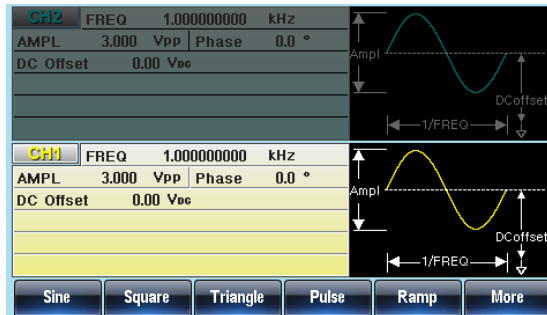 CH2 FREQ 1.000000000 kHz
AMPL 3.000 Vpp Phase 0.0 °
DC Offset 0.00 VDC
Ampl
DCoffset
1/FREQ
CH1 FREQ 1.000000000 kHz
AMPL 3.000 Vpp Phase 0.0 °
DC Offset 0.00 VDC
Ampl
DCoffset
1/FREQ
Sine Square Triangle Pulse Ramp More